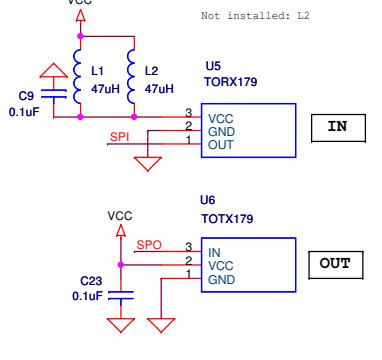 VCC
Not installed: L2
U5
TORX179
L1
47uH
L2
47uH
C9
0.1uF
3
VCC
2
GND
SPI
1
OUT
IN
U6
TOTX179
VCC
SPO
3
IN
2
VCC
1
GND
OUT
C23
0.1uF